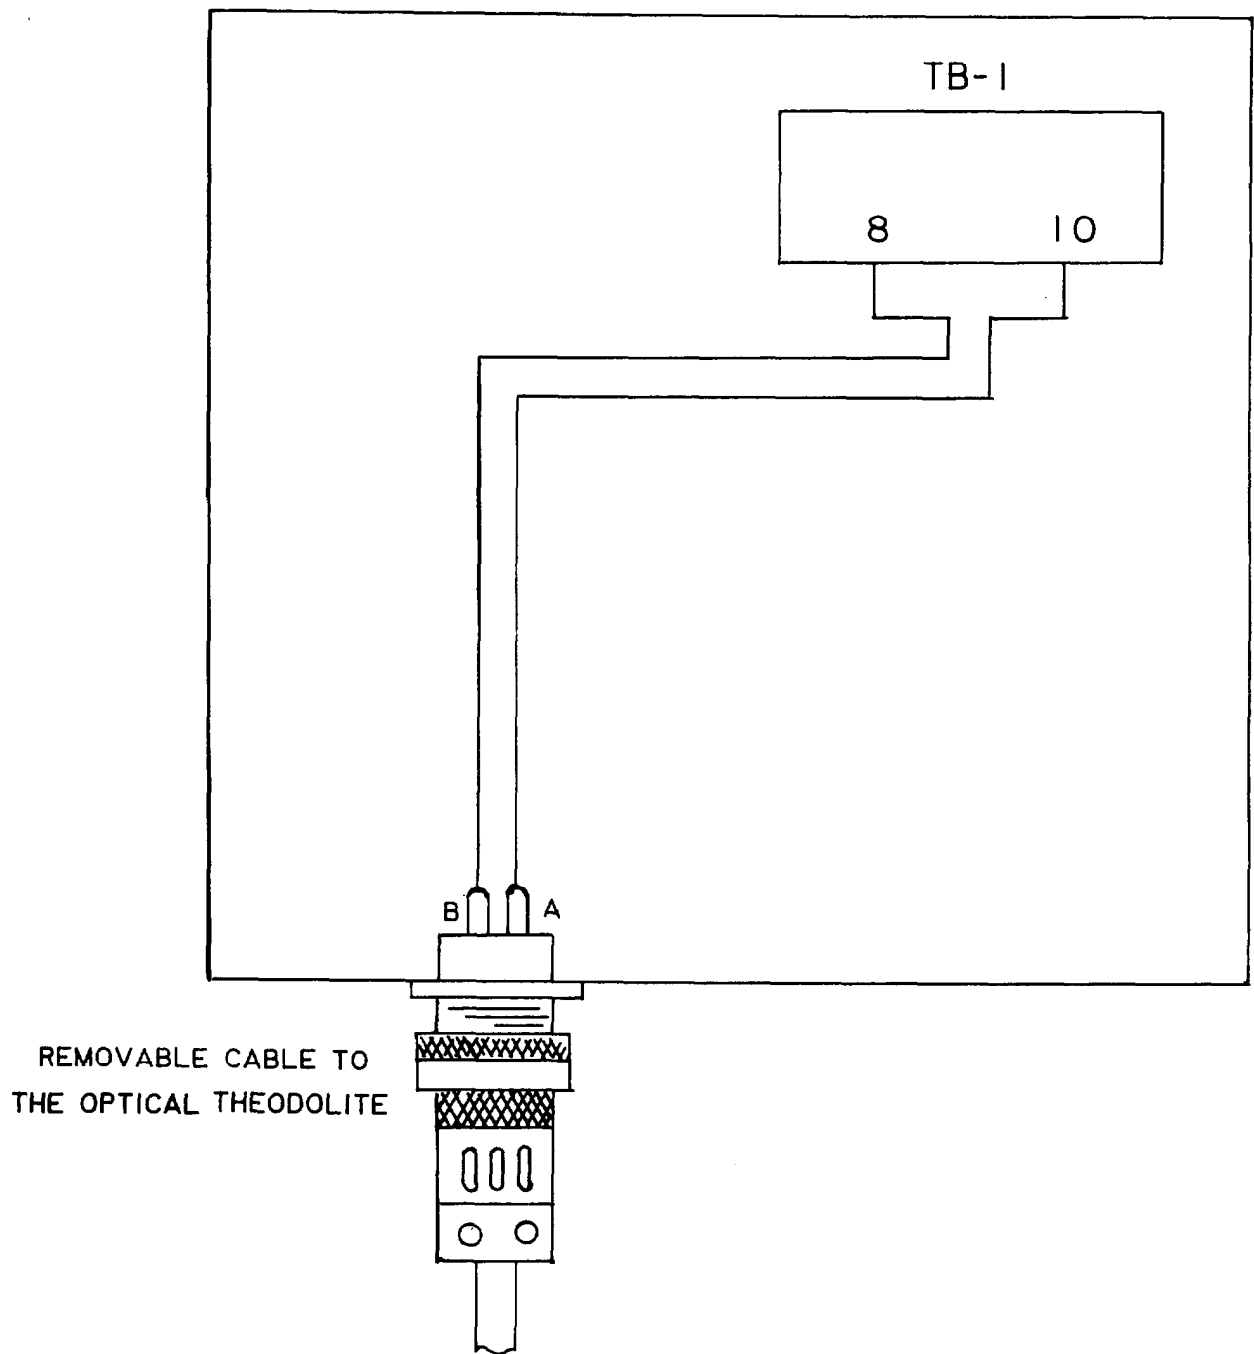 TB-1
8 10
B A
REMOVABLE CABLE TO
THE OPTICAL THEODOLITE